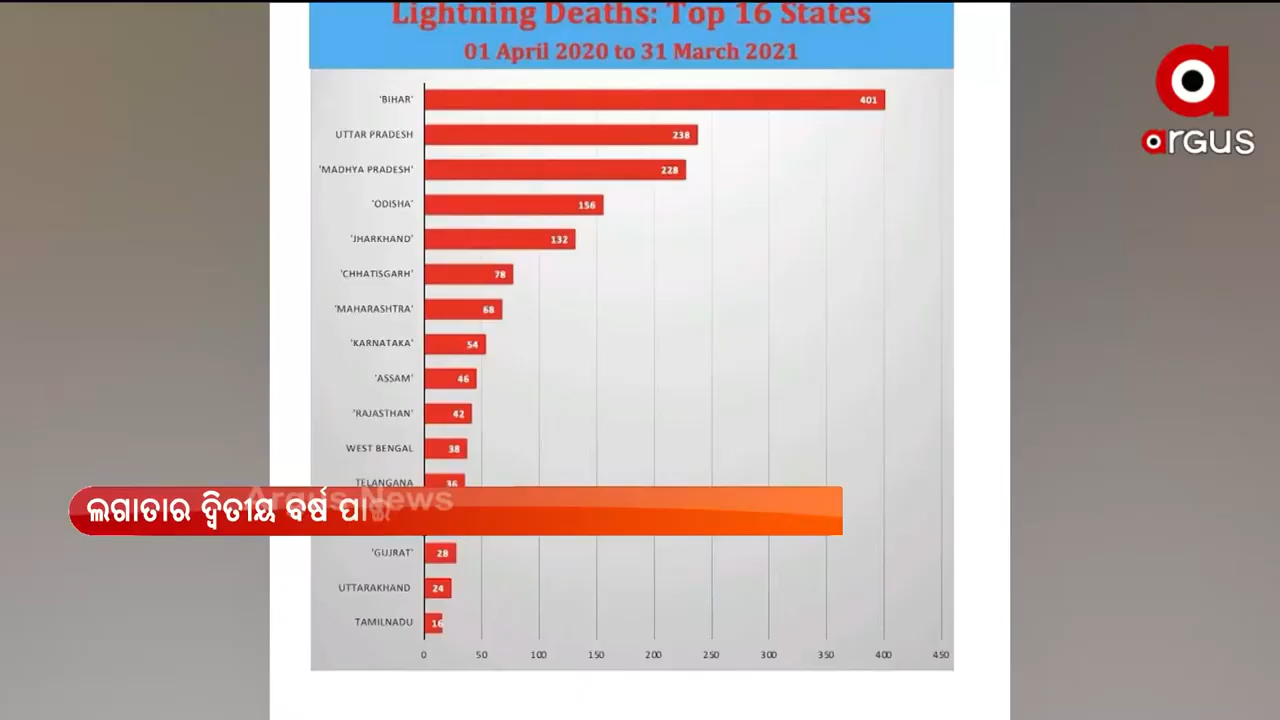 Lightning Deaths: Top 16 States
01 April 2020 to 31 March 2021
argus
'BIHAR' 401
UTTAR PRADESH 238
'MADHYA PRADESH' 228
'ODISHA' 156
'JHARKHAND' 132
'CHHATISGARH' 78
'MAHARASHTRA' 68
'KARNATAKA' 54
'ASSAM' 46
'RAJASTHAN' 42
WEST BENGAL 38
TELANGANA 36
Argus News
ଲଗାତାର ଦ୍ଵିତୀୟ ବର୍ଷ ପାଇଁ
'GUJRAT' 28
UTTARAKHAND 24
TAMILNADU 16
0 50 100 150 200 250 300 350 400 450